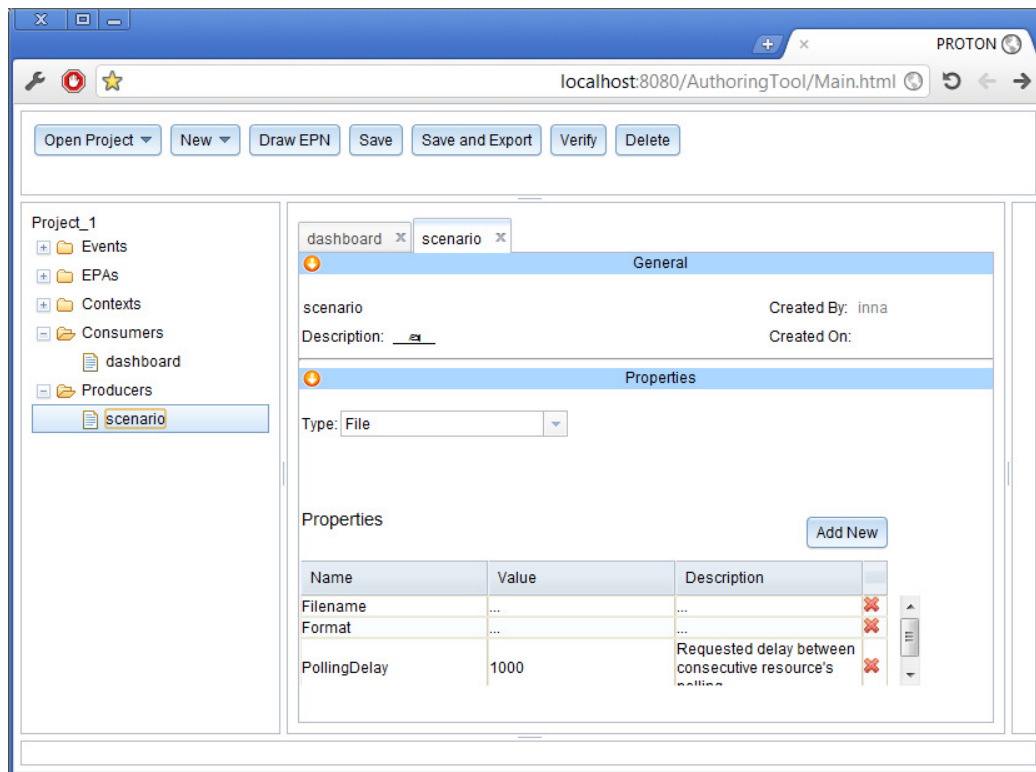 PROTON
localhost:8080/AuthoringTool/Main.html
Open Project New Draw EPN Save Save and Export Verify Delete
Project_1
Events
EPAs
Contexts
Consumers
dashboard
Producers
scenario
dashboard scenario
General
scenario Created By: inna
Description: Created On:
Properties
Type: File
Properties
Add New
Name Value Description
Filename ... ...
Format ... ...
PollingDelay 1000 Requested delay between
consecutive resource's
polling